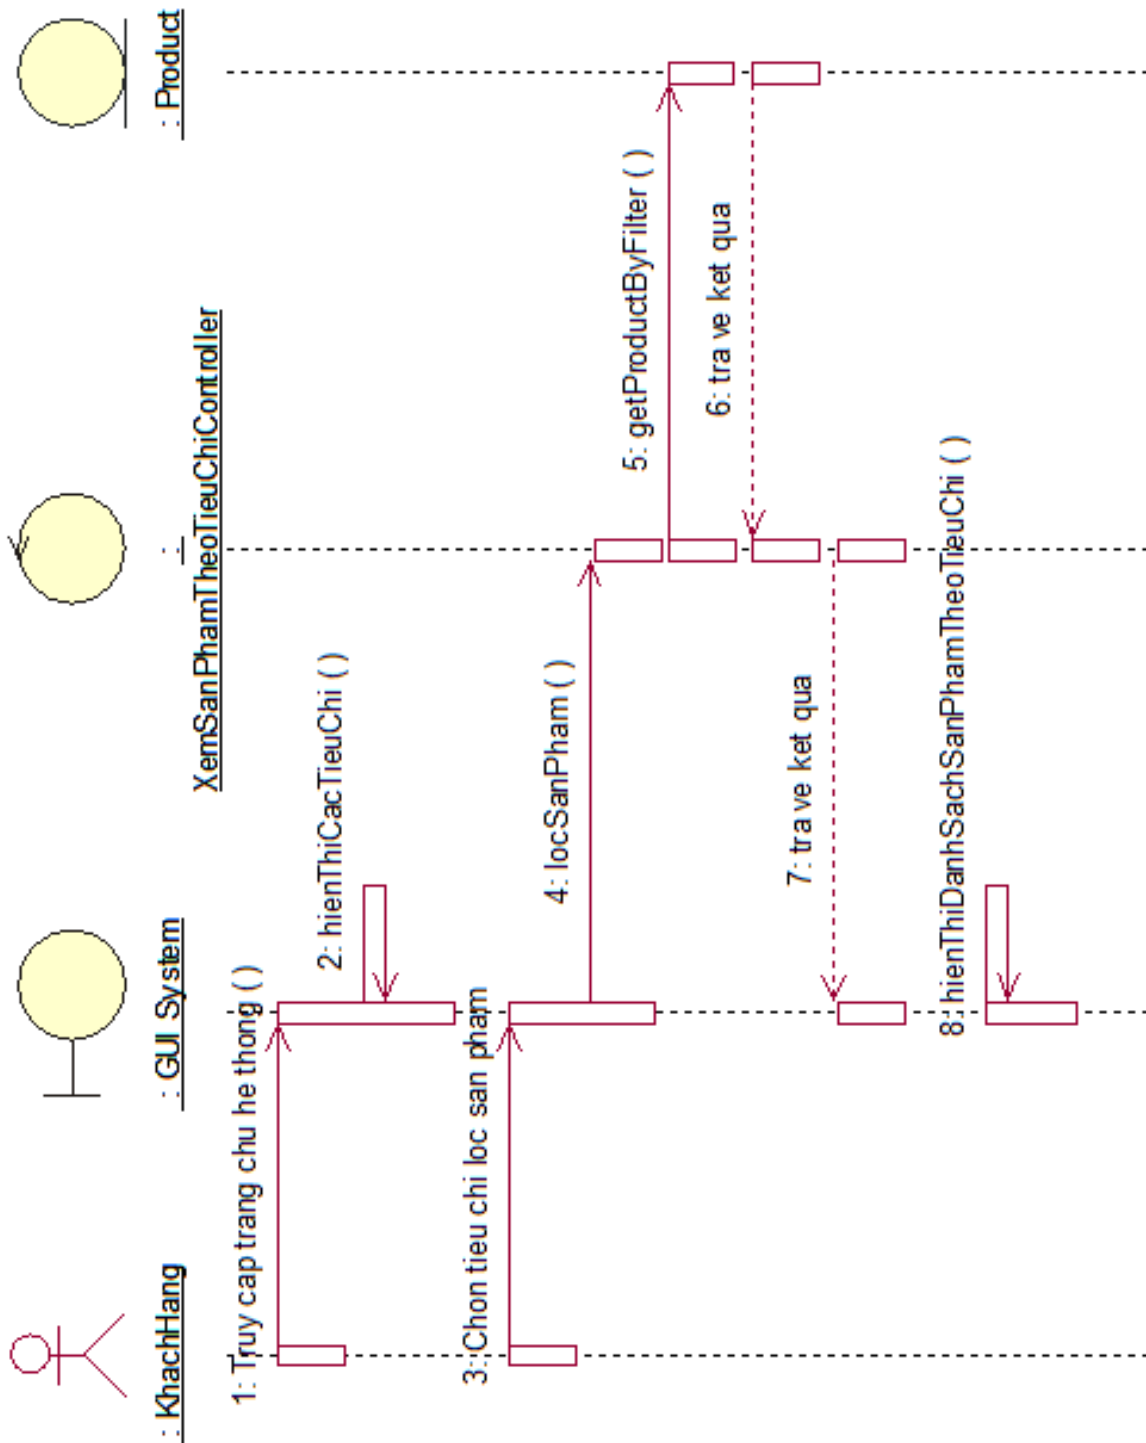 : KhachHang
: GUI System
:
XemSanPhamTheoTieuChiController
: Product
1: Truy cap trang chu he thong ( )
2: hienThiCacTieuChi ( )
3: Chon tieu chi loc san pham
4: locSanPham ( )
5: getProductByFilter ( )
6: tra ve ket qua
7: tra ve ket qua
8: hienThiDanhSachSanPhamTheoTieuChi ( )